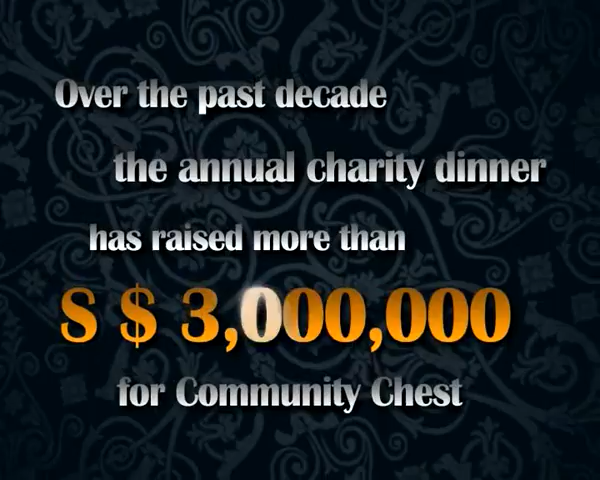 Over the past decade
the annual charity dinner
has raised more than
S $ 3,000,000
for Community Chest